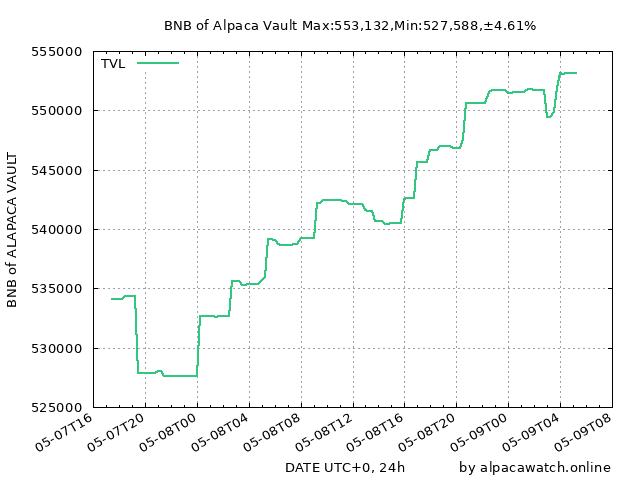 BNB of Alpaca Vault Max:553,132,Min:527,588,±4.61%
TVL
555000
550000
545000
540000
535000
530000
525000
BNB of ALAPACA VAULT
05-07T16
05-07T20
05-08T00
05-08T04
05-08T08
05-08T12
05-08T16
05-08T20
05-09T00
05-09T04
05-09T08
DATE UTC+0, 24h
by alpacawatch.online